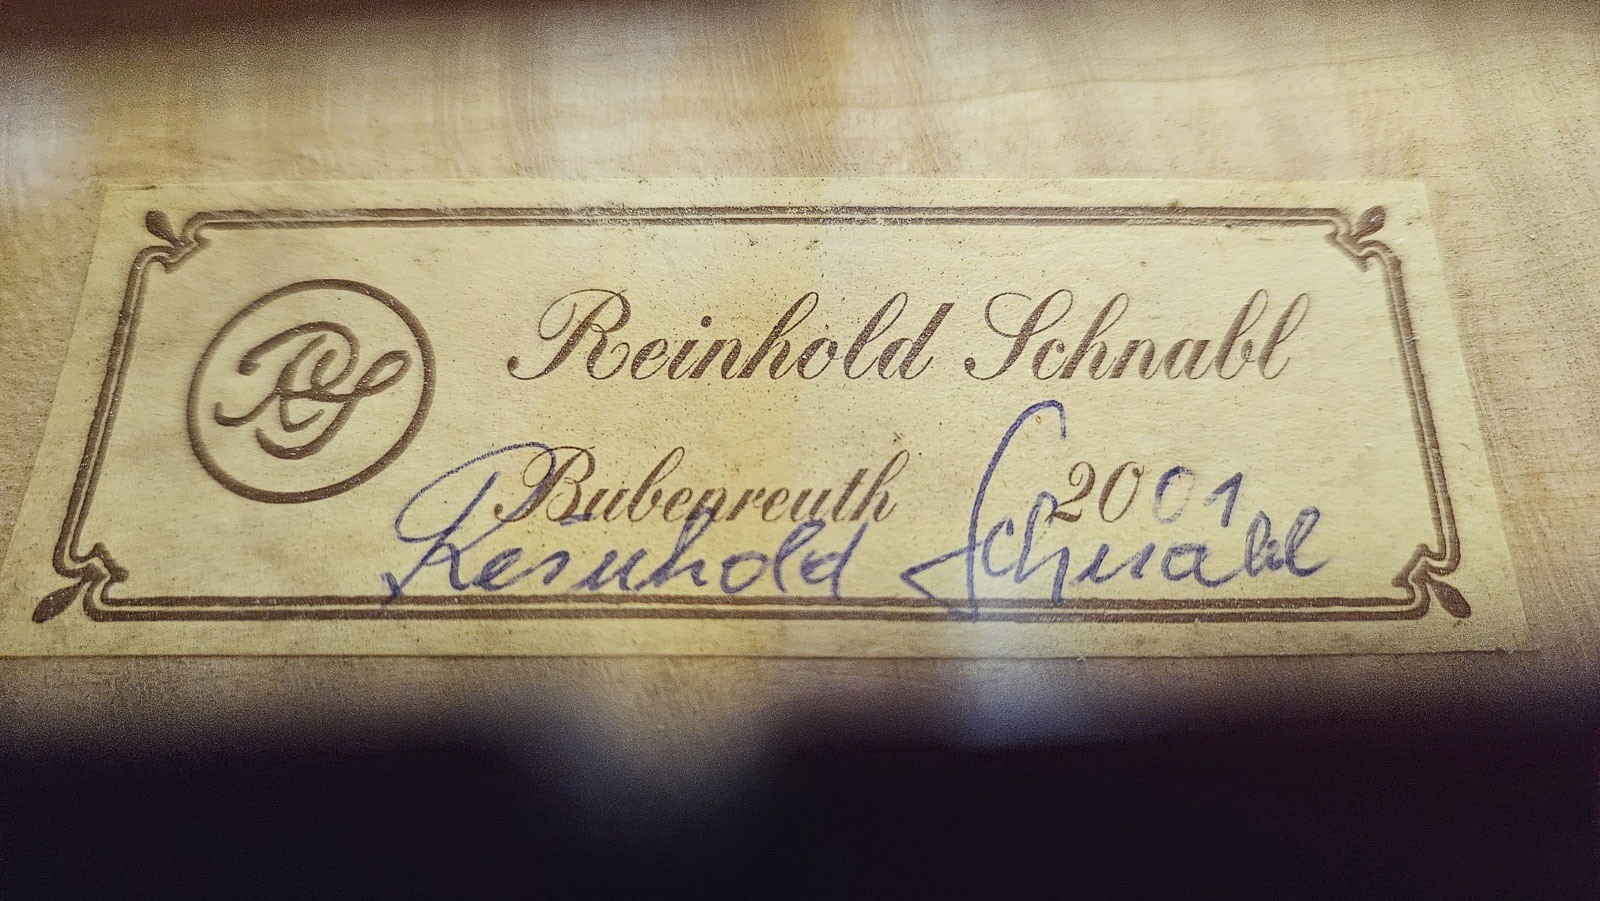 RS
Reinhold Schnabl
Bubenreuth 2001
Reinhold Schnabl